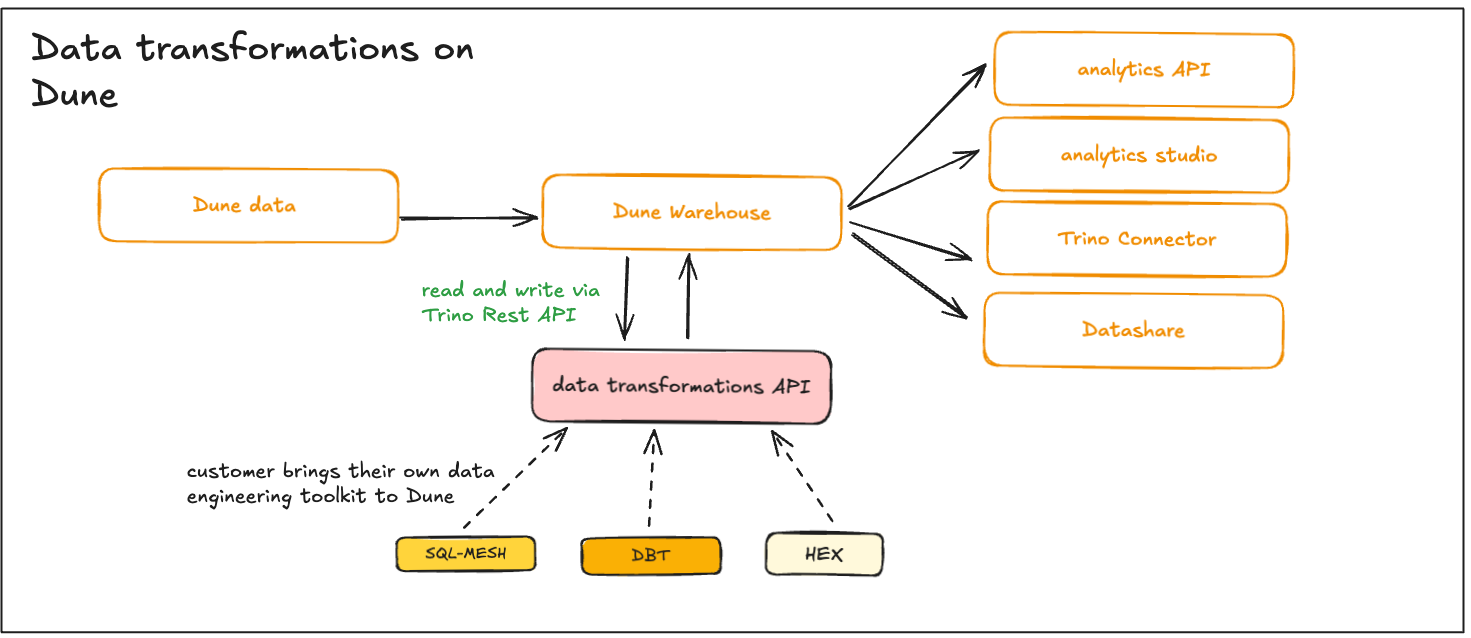 Data transformations on
Dune
analytics API
analytics studio
Dune data
Dune Warehouse
Trino Connector
read and write via
Trino Rest API
Datashare
data transformations API
customer brings their own data
engineering toolkit to Dune
SQL-MESH
DBT
HEX